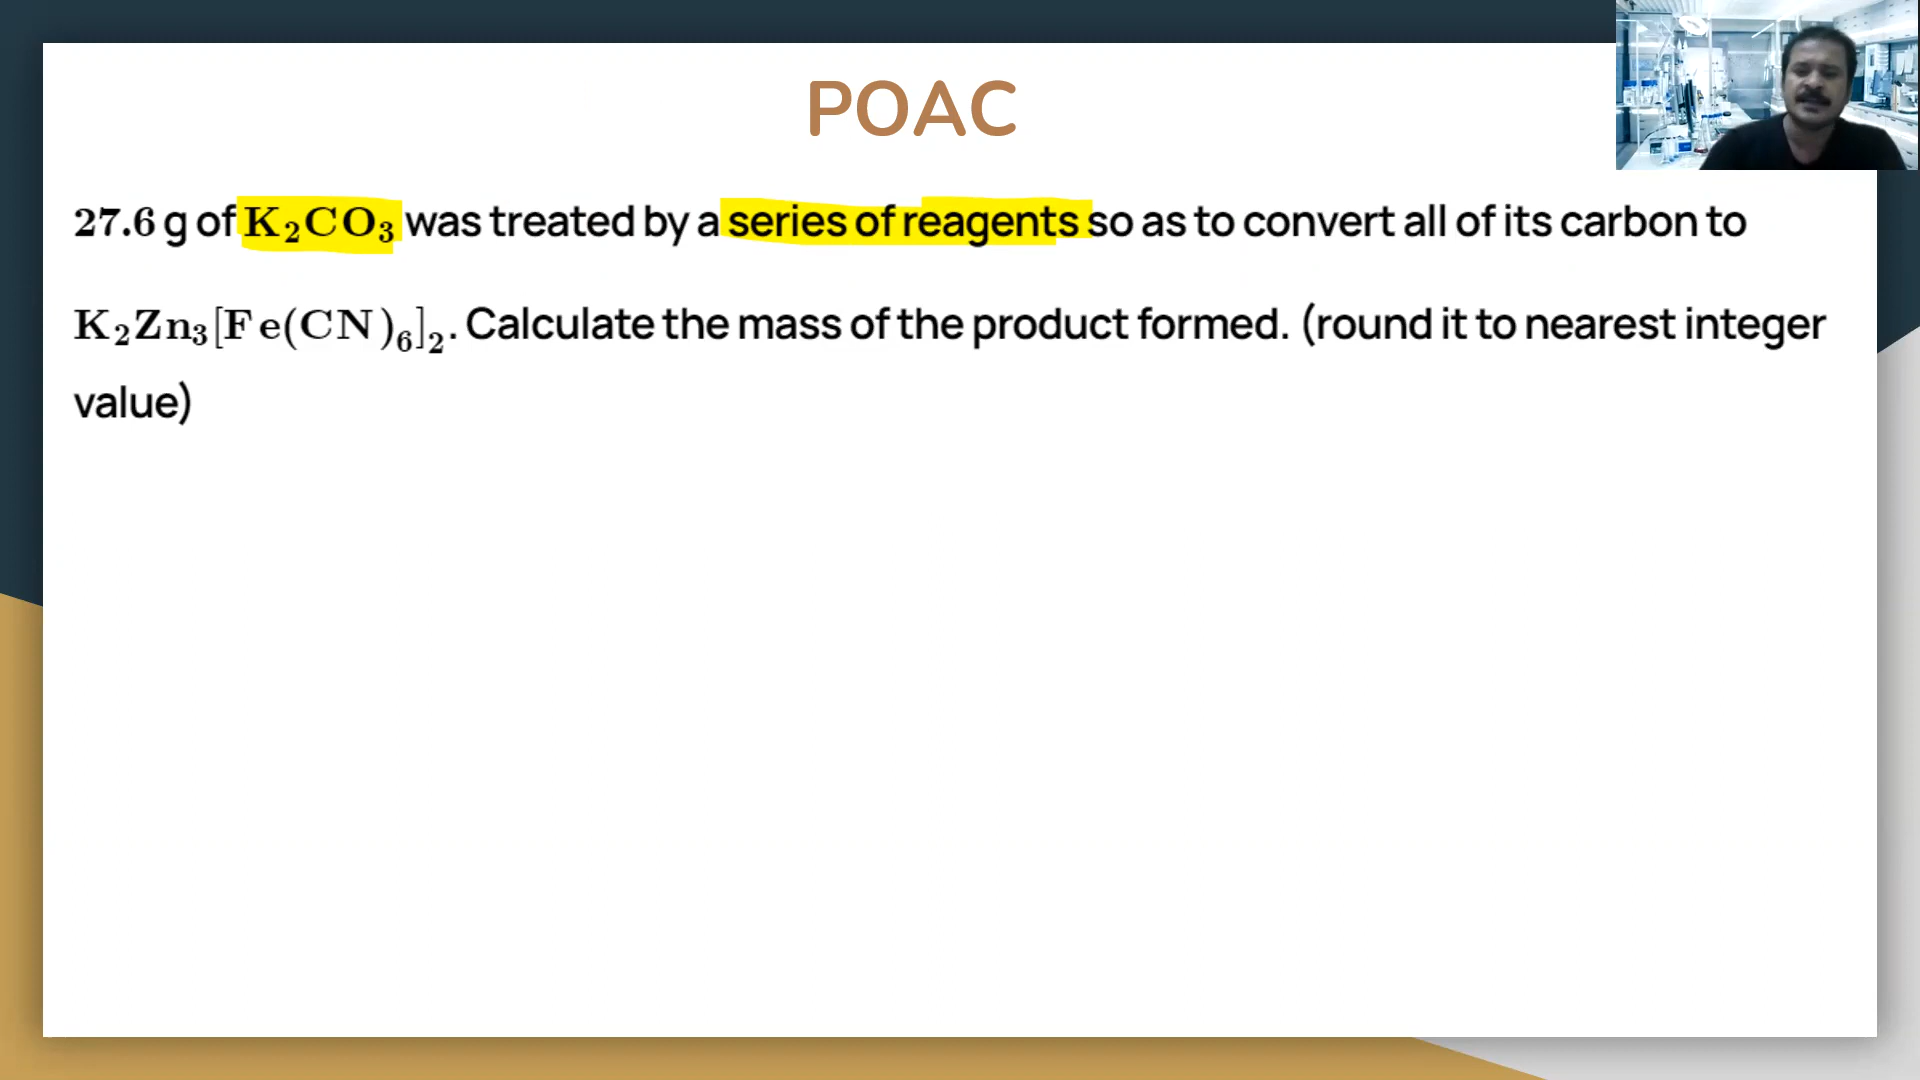 POAC
27.6 g of K₂CO₃ was treated by a series of reagents so as to convert all of its carbon to
K₂Zn₃[Fe(CN)₆]₂. Calculate the mass of the product formed. (round it to nearest integer
value)